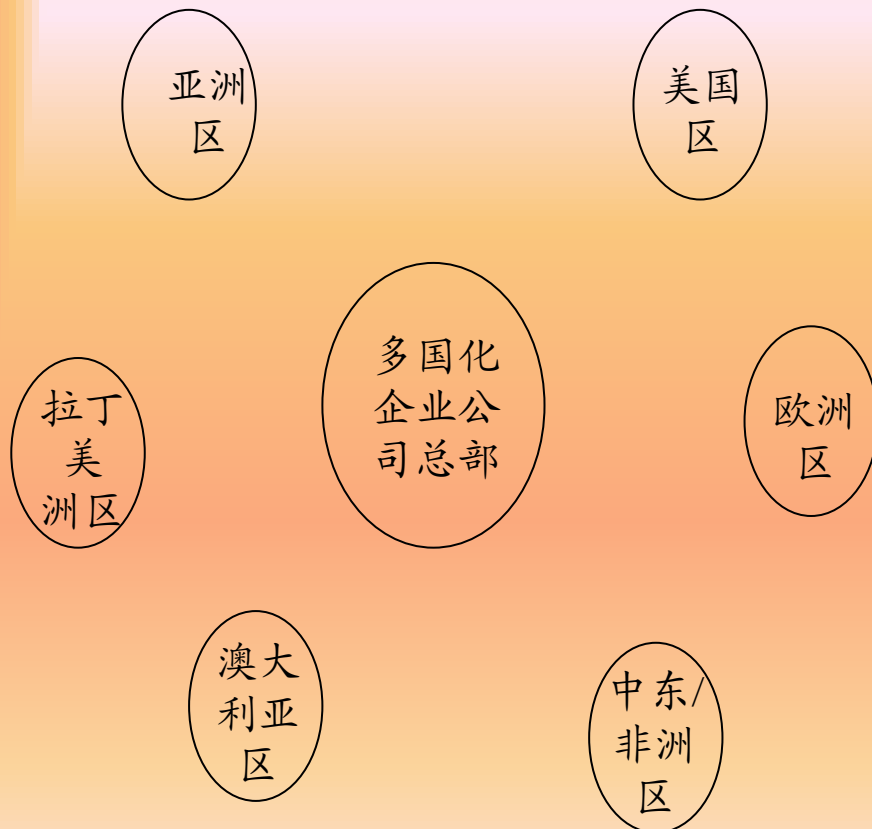 亚洲
区
美国
区
多国化
企业公
司总部
拉丁
美
洲区
欧洲
区
澳大
利亚
区
中东/
非洲
区